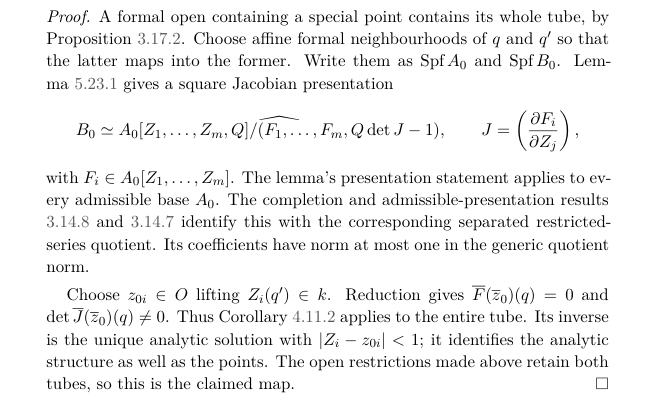 Proof. A formal open containing a special point contains its whole tube, by
Proposition 3.17.2. Choose affine formal neighbourhoods of q and q′ so that
the latter maps into the former. Write them as Spf A₀ and Spf B₀. Lem-
ma 5.23.1 gives a square Jacobian presentation
B₀ ≃ A₀[Z₁, . . . , Zₘ, Q]/(F₁, . . . , Fₘ, Q det J − 1)^, J = (∂Fᵢ/∂Zⱼ),
with Fᵢ ∈ A₀[Z₁, . . . , Zₘ]. The lemma’s presentation statement applies to ev-
ery admissible base A₀. The completion and admissible-presentation results
3.14.8 and 3.14.7 identify this with the corresponding separated restricted-
series quotient. Its coefficients have norm at most one in the generic quotient
norm.
Choose z₀ᵢ ∈ O lifting Zᵢ(q′) ∈ k. Reduction gives F̅(z̅₀)(q) = 0 and
det J̅(z̅₀)(q) ≠ 0. Thus Corollary 4.11.2 applies to the entire tube. Its inverse
is the unique analytic solution with |Zᵢ − z₀ᵢ| < 1; it identifies the analytic
structure as well as the points. The open restrictions made above retain both
tubes, so this is the claimed map. □